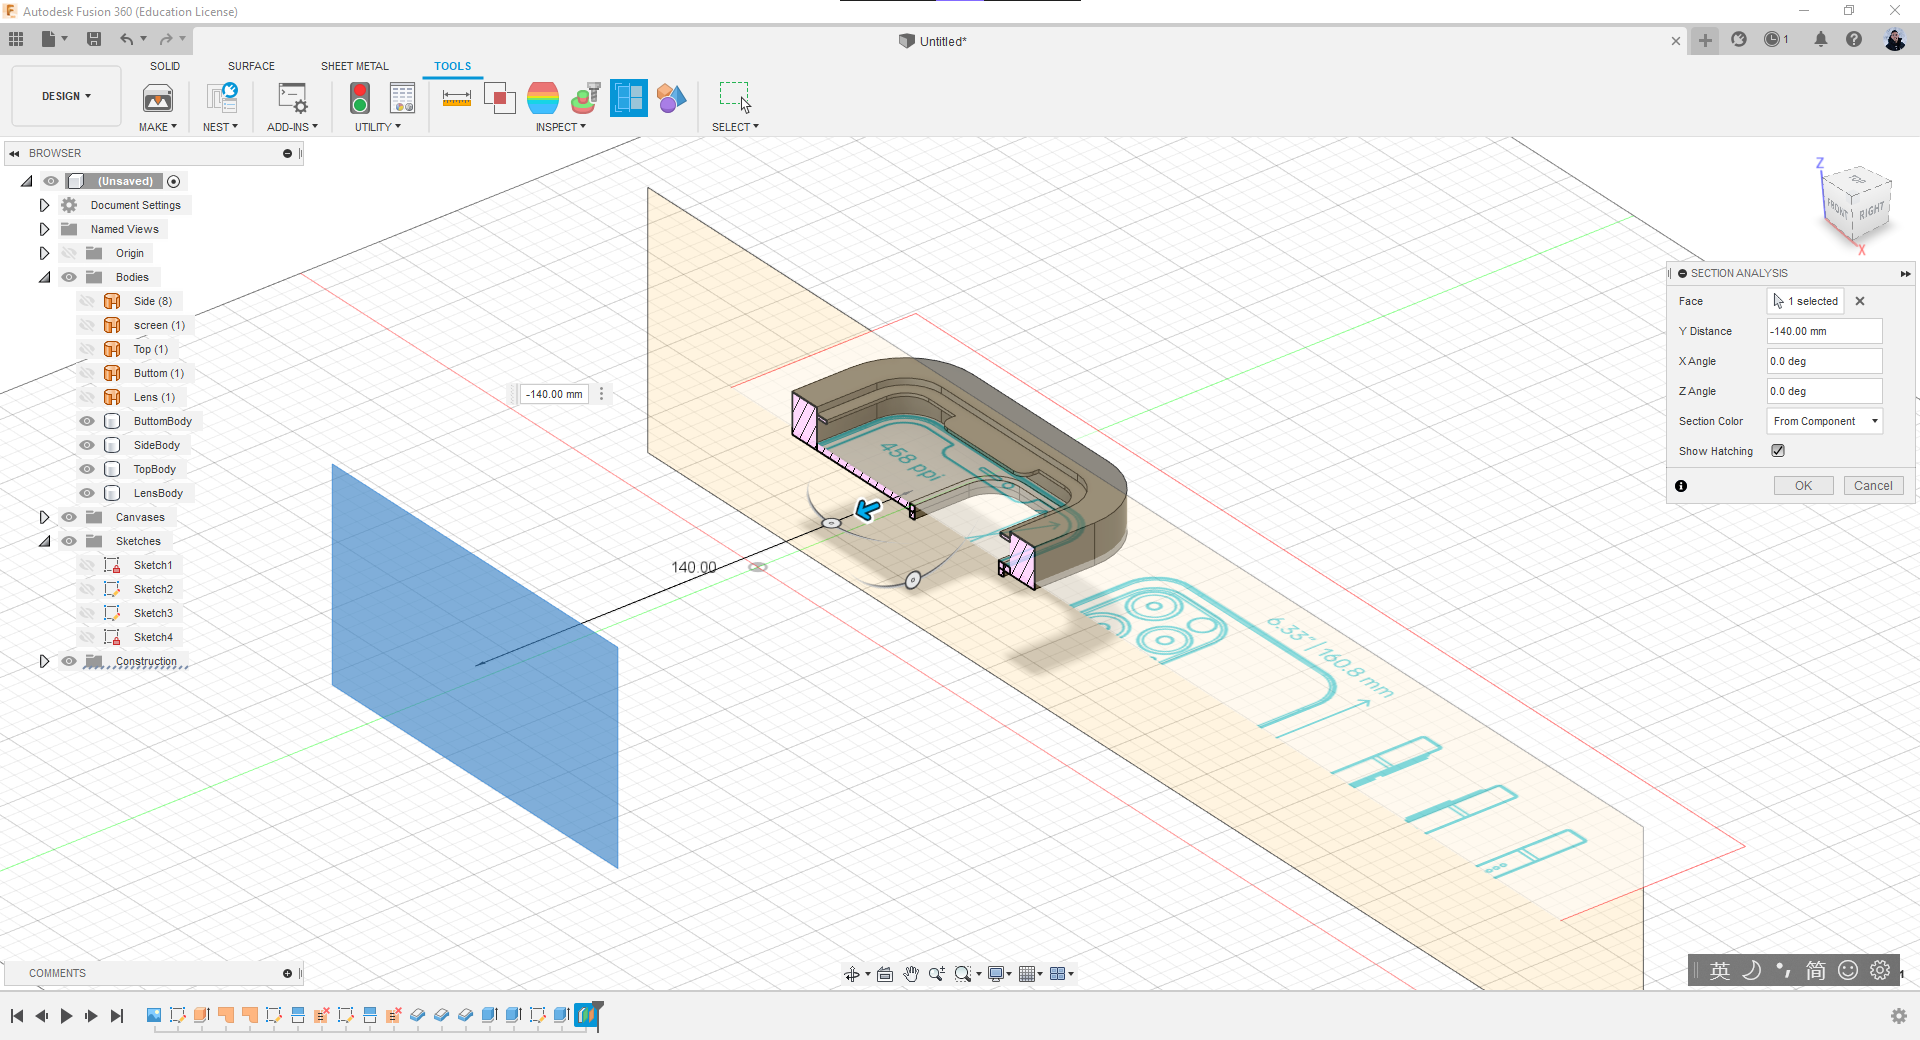 Autodesk Fusion 360 (Education License)
Untitled*
1
DESIGN
SOLID
SURFACE
SHEET METAL
TOOLS
MAKE
NEST
ADD-INS
UTILITY
INSPECT
SELECT
BROWSER
(Unsaved)
Document Settings
Named Views
Origin
Bodies
Side (8)
screen (1)
Top (1)
Buttom (1)
Lens (1)
ButtomBody
SideBody
TopBody
LensBody
Canvases
Sketches
Sketch1
Sketch2
Sketch3
Sketch4
Construction
-140.00 mm
140.00
458 ppi
6.33" | 160.8 mm
Z
TOP
FRONT
RIGHT
X
SECTION ANALYSIS
Face
1 selected
Y Distance
-140.00 mm
X Angle
0.0 deg
Z Angle
0.0 deg
Section Color
From Component
Show Hatching
OK
Cancel
COMMENTS
英
简
1